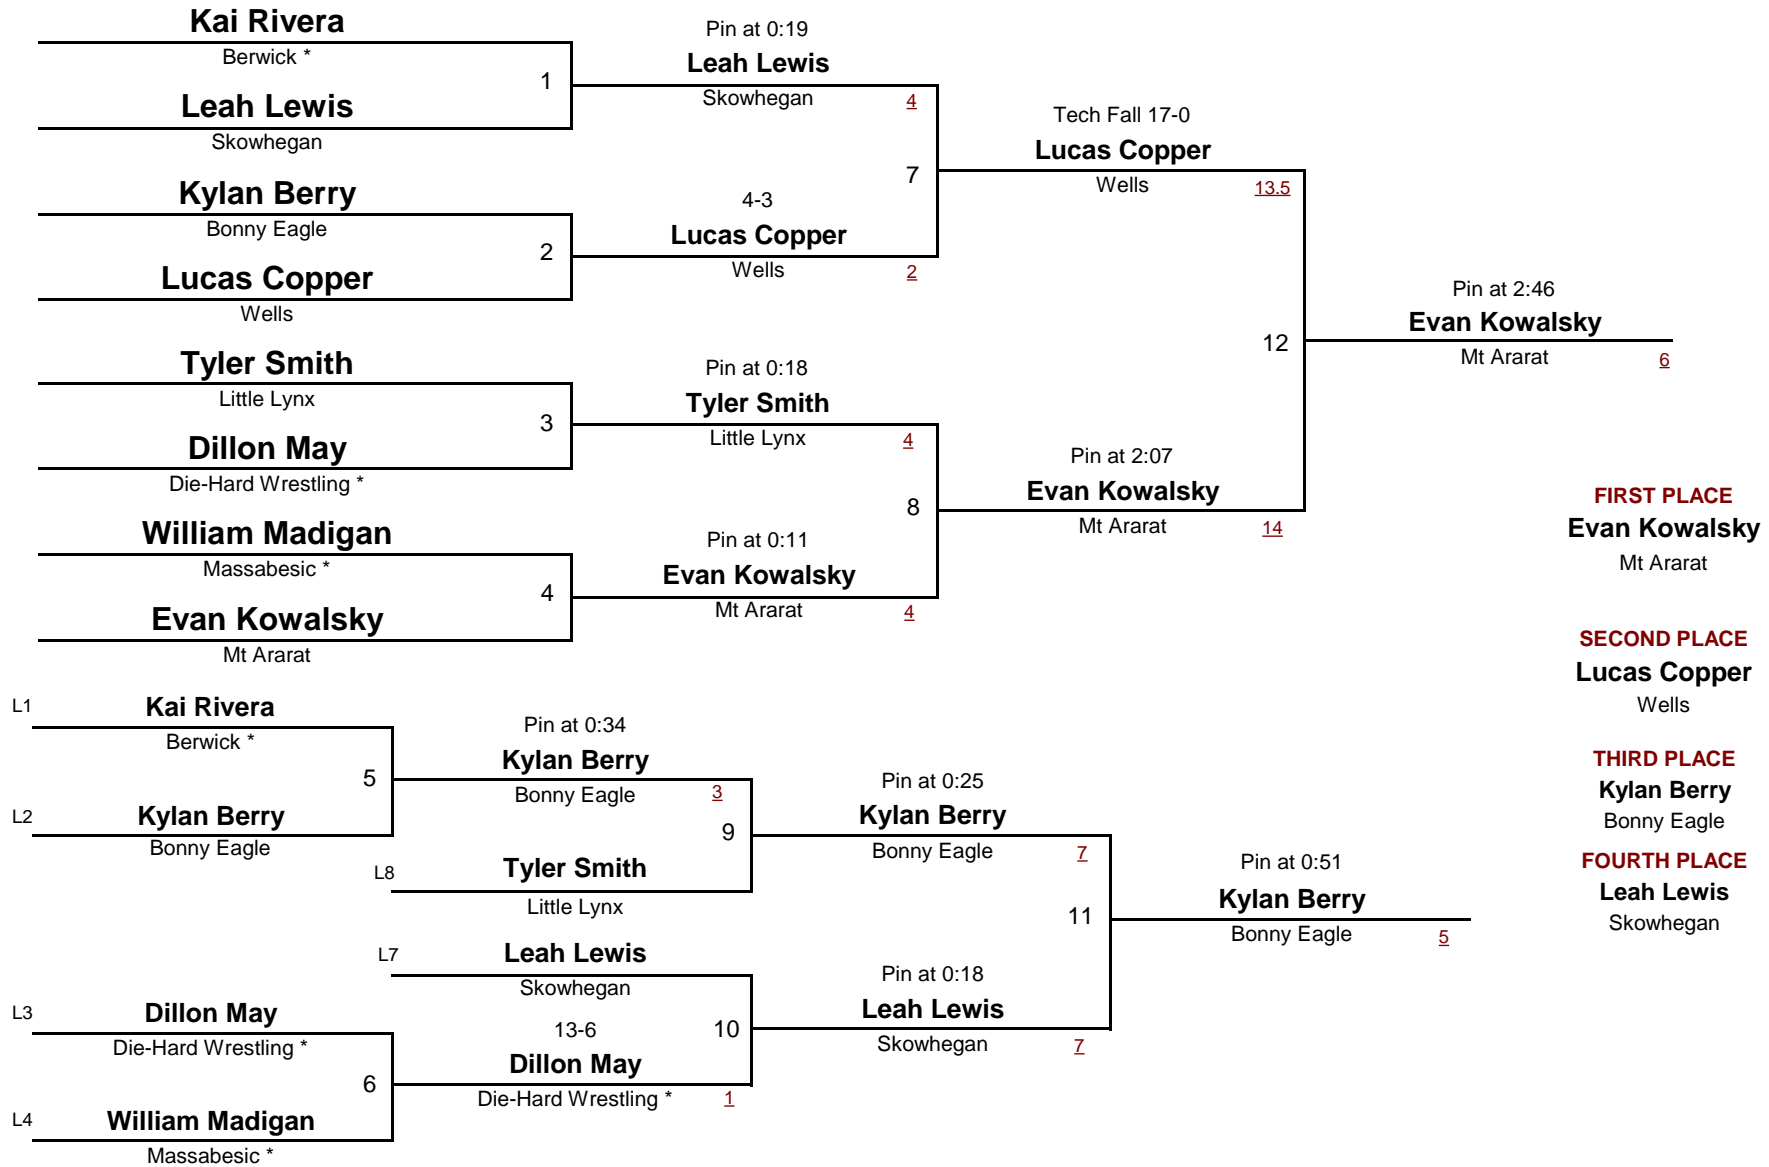 Kai Rivera
Berwick *
1
Leah Lewis
Skowhegan
Pin at 0:19
Leah Lewis
Skowhegan
4
Kylan Berry
Bonny Eagle
2
Lucas Copper
Wells
4-3
Lucas Copper
Wells
2
7
Tech Fall 17-0
Lucas Copper
Wells
13.5
Tyler Smith
Little Lynx
3
Dillon May
Die-Hard Wrestling *
Pin at 0:18
Tyler Smith
Little Lynx
4
William Madigan
Massabesic *
4
Evan Kowalsky
Mt Ararat
Pin at 0:11
Evan Kowalsky
Mt Ararat
4
8
Pin at 2:07
Evan Kowalsky
Mt Ararat
14
12
Pin at 2:46
Evan Kowalsky
Mt Ararat
6
FIRST PLACE
Evan Kowalsky
Mt Ararat
SECOND PLACE
Lucas Copper
Wells
THIRD PLACE
Kylan Berry
Bonny Eagle
FOURTH PLACE
Leah Lewis
Skowhegan
L1
Kai Rivera
Berwick *
5
L2
Kylan Berry
Bonny Eagle
Pin at 0:34
Kylan Berry
Bonny Eagle
3
9
L8
Tyler Smith
Little Lynx
Pin at 0:25
Kylan Berry
Bonny Eagle
7
L7
Leah Lewis
Skowhegan
L3
Dillon May
Die-Hard Wrestling *
6
L4
William Madigan
Massabesic *
13-6
Dillon May
Die-Hard Wrestling *
1
10
Pin at 0:18
Leah Lewis
Skowhegan
7
11
Pin at 0:51
Kylan Berry
Bonny Eagle
5